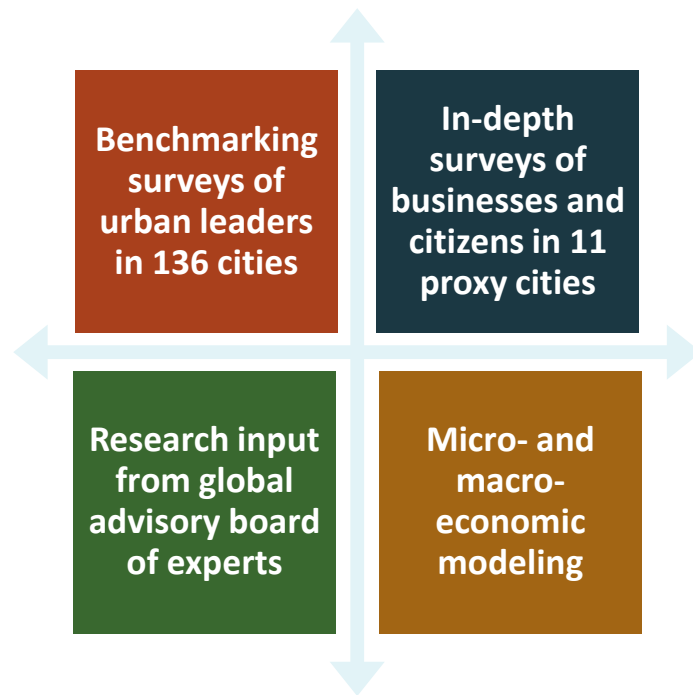 Benchmarking
surveys of
urban leaders
in 136 cities
In-depth
surveys of
businesses and
citizens in 11
proxy cities
Research input
from global
advisory board
of experts
Micro- and
macro-
economic
modeling